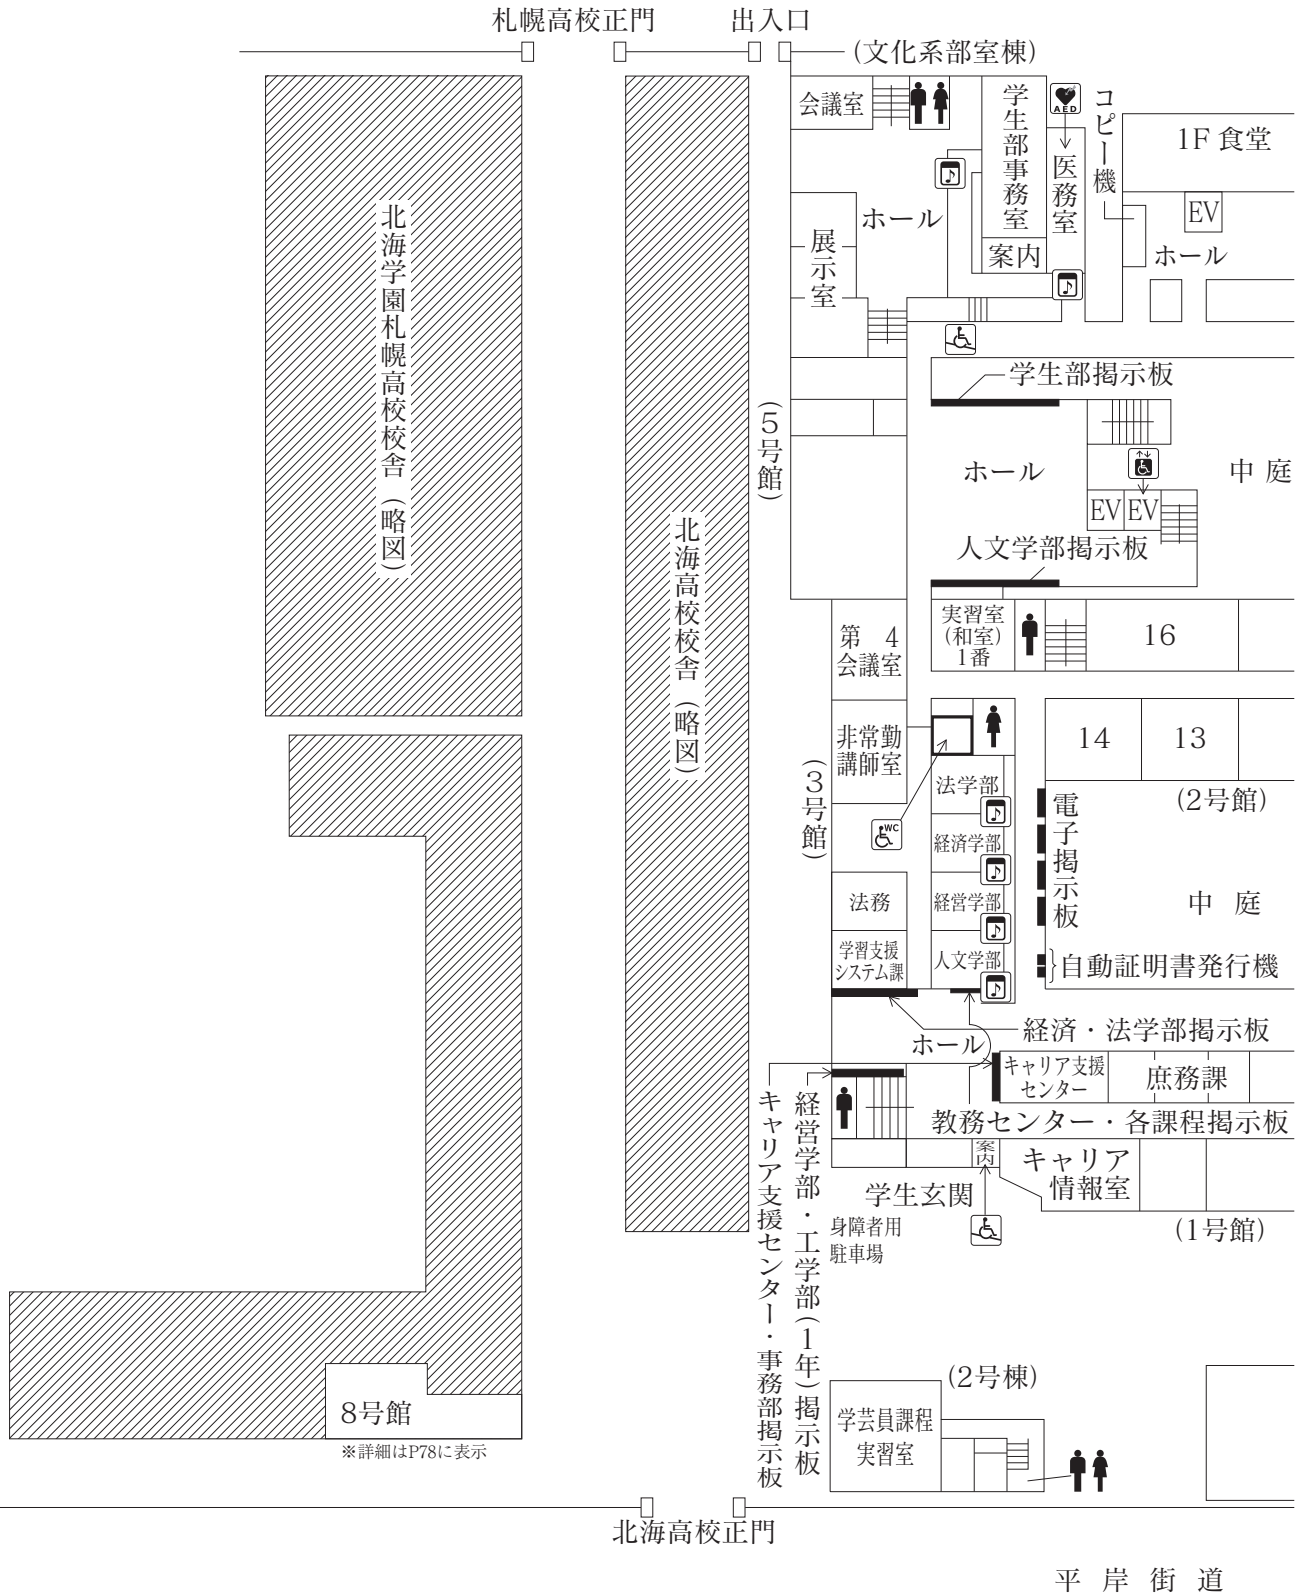 札幌高校正門
出入口
(文化系部室棟)
会議室
学生部事務室
AED
コピー機
1F 食堂
医務室
EV
ホール
案内
ホール
展示室
北海学園札幌高校校舎(略図)
学生部掲示板
(5号館)
ホール
中庭
EV
EV
人文学部掲示板
北海高校校舎(略図)
実習室
(和室)
1番
16
第 4
会議室
非常勤
講師室
14
13
(2号館)
(3号館)
法学部
WC
電子掲示板
経済学部
法務
経営学部
中庭
学習支援
システム課
人文学部
自動証明書発行機
経済・法学部掲示板
ホール
キャリア支援
センター
庶務課
教務センター・各課程掲示板
案内
キャリア
情報室
学生玄関
(1号館)
身障者用
駐車場
経営学部・工学部(1年)掲示板
キャリア支援センター・事務部掲示板
(2号棟)
学芸員課程
実習室
8号館
※詳細はP78に表示
北海高校正門
平岸街道